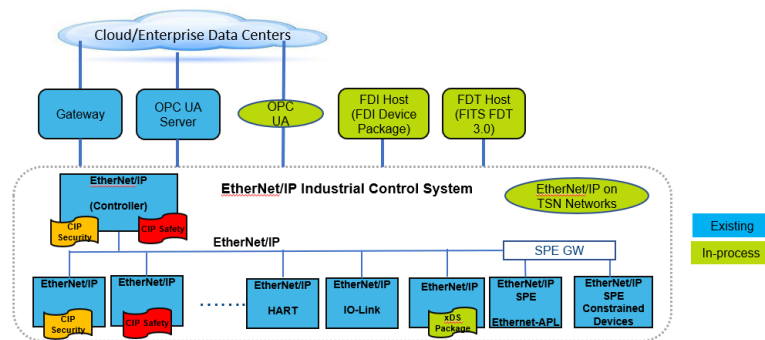 Cloud/Enterprise Data Centers
Gateway
OPC UA
Server
OPC
UA
FDI Host
(FDI Device
Package)
FDT Host
(FITS FDT
3.0)
EtherNet/IP
(Controller)
CIP
Security
CIP Safety
EtherNet/IP Industrial Control System
EtherNet/IP on
TSN Networks
Existing
In-process
EtherNet/IP
SPE GW
EtherNet/IP
CIP
Security
EtherNet/IP
CIP Safety
.......
EtherNet/IP
HART
EtherNet/IP
IO-Link
EtherNet/IP
xDS
Package
EtherNet/IP
SPE
Ethernet-APL
EtherNet/IP
SPE
Constrained
Devices